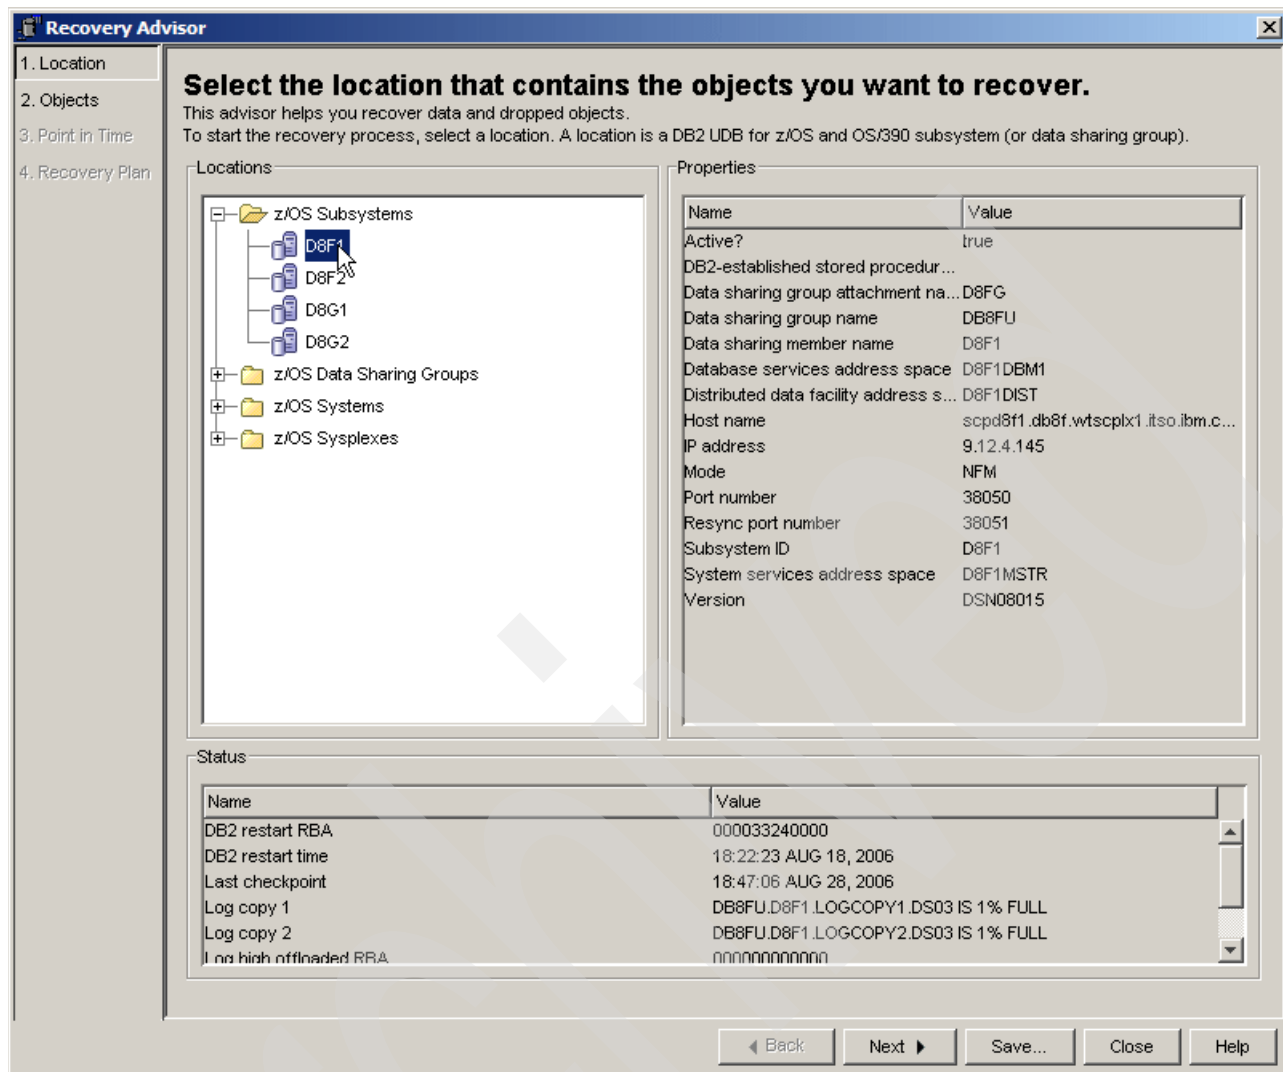 Recovery Advisor
1. Location
2. Objects
3. Point in Time
4. Recovery Plan
Select the location that contains the objects you want to recover.
This advisor helps you recover data and dropped objects.
To start the recovery process, select a location. A location is a DB2 UDB for z/OS and OS/390 subsystem (or data sharing group).
Locations
z/OS Subsystems
D8F1
D8F2
D8G1
D8G2
z/OS Data Sharing Groups
z/OS Systems
z/OS Sysplexes
Properties
Name Value
Active? true
DB2-established stored procedur...
Data sharing group attachment na... D8FG
Data sharing group name DB8FU
Data sharing member name D8F1
Database services address space D8F1DBM1
Distributed data facility address s... D8F1DIST
Host name scpd8f1.db8f.wtscplx1.itso.ibm.c...
IP address 9.12.4.145
Mode NFM
Port number 38050
Resync port number 38051
Subsystem ID D8F1
System services address space D8F1MSTR
Version DSN08015
Status
Name Value
DB2 restart RBA 000033240000
DB2 restart time 18:22:23 AUG 18, 2006
Last checkpoint 18:47:06 AUG 28, 2006
Log copy 1 DB8FU.D8F1.LOGCOPY1.DS03 IS 1% FULL
Log copy 2 DB8FU.D8F1.LOGCOPY2.DS03 IS 1% FULL
Log high offloaded RBA 000000000000
Back Next Save... Close Help